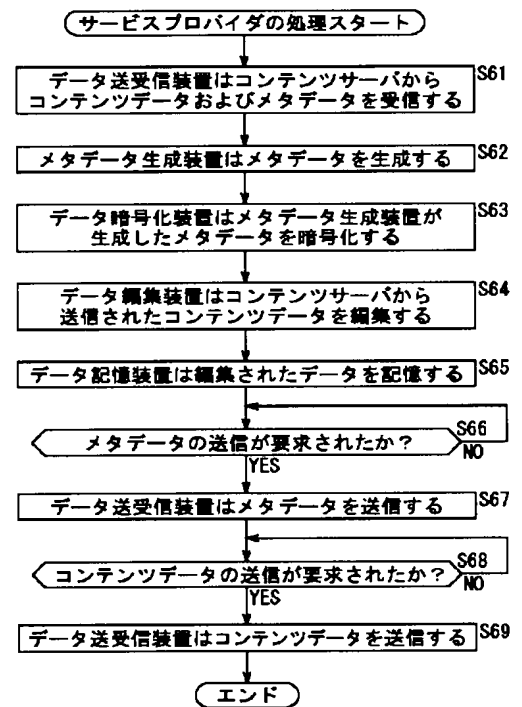 サービスプロバイダの処理スタート
データ送受信装置はコンテンツサーバから
コンテンツデータおよびメタデータを受信する
S61
メタデータ生成装置はメタデータを生成する
S62
データ暗号化装置はメタデータ生成装置が
生成したメタデータを暗号化する
S63
データ編集装置はコンテンツサーバから
送信されたコンテンツデータを編集する
S64
データ記憶装置は編集されたデータを記憶する
S65
メタデータの送信が要求されたか?
S66
NO
YES
データ送受信装置はメタデータを送信する
S67
コンテンツデータの送信が要求されたか?
S68
NO
YES
データ送受信装置はコンテンツデータを送信する
S69
エンド